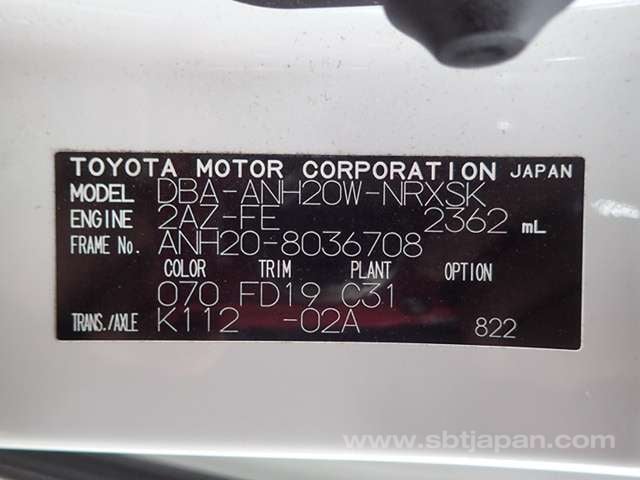 TOYOTA MOTOR CORPORATION JAPAN
MODEL DBA-ANH20W-NRXSK
ENGINE 2AZ-FE 2362 mL
FRAME No. ANH20-8036708
COLOR TRIM PLANT OPTION
070 FD19 C31
TRANS./AXLE K112 -02A 822
www.sbtjapan.com